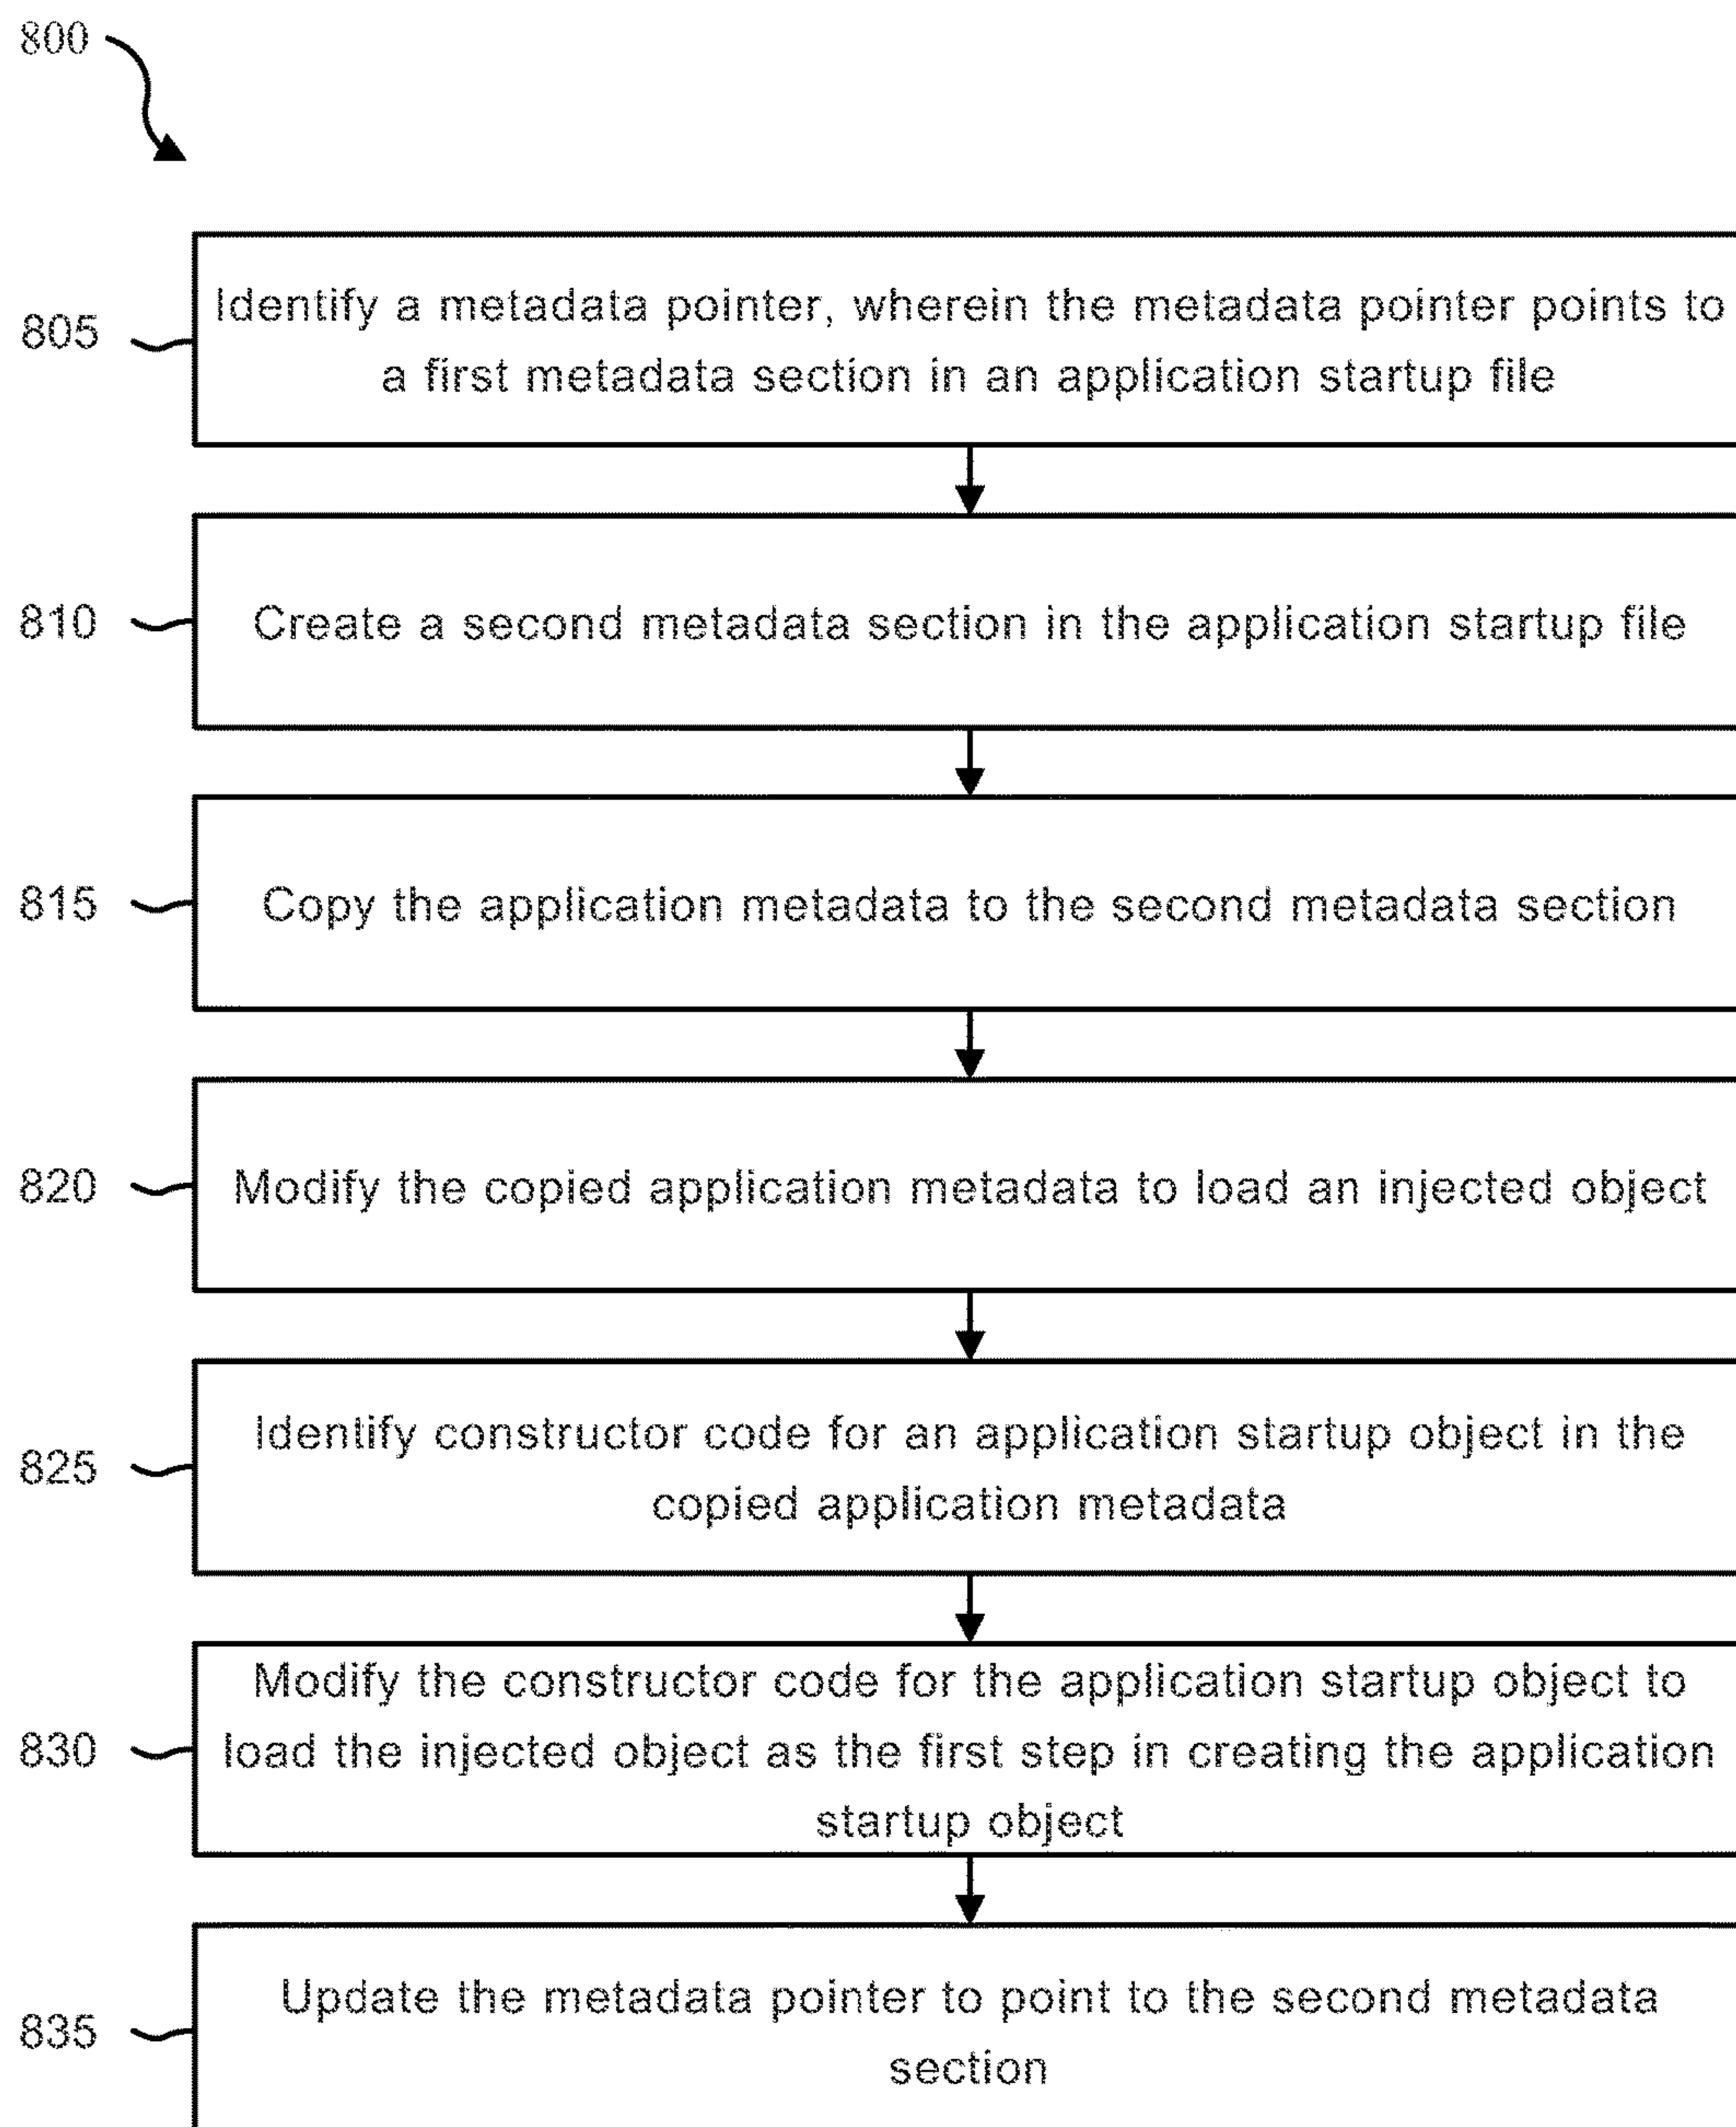 800
805
Identify a metadata pointer, wherein the metadata pointer points to
a first metadata section in an application startup file
810
Create a second metadata section in the application startup file
815
Copy the application metadata to the second metadata section
820
Modify the copied application metadata to load an injected object
825
Identify constructor code for an application startup object in the
copied application metadata
830
Modify the constructor code for the application startup object to
load the injected object as the first step in creating the application
startup object
835
Update the metadata pointer to point to the second metadata
section